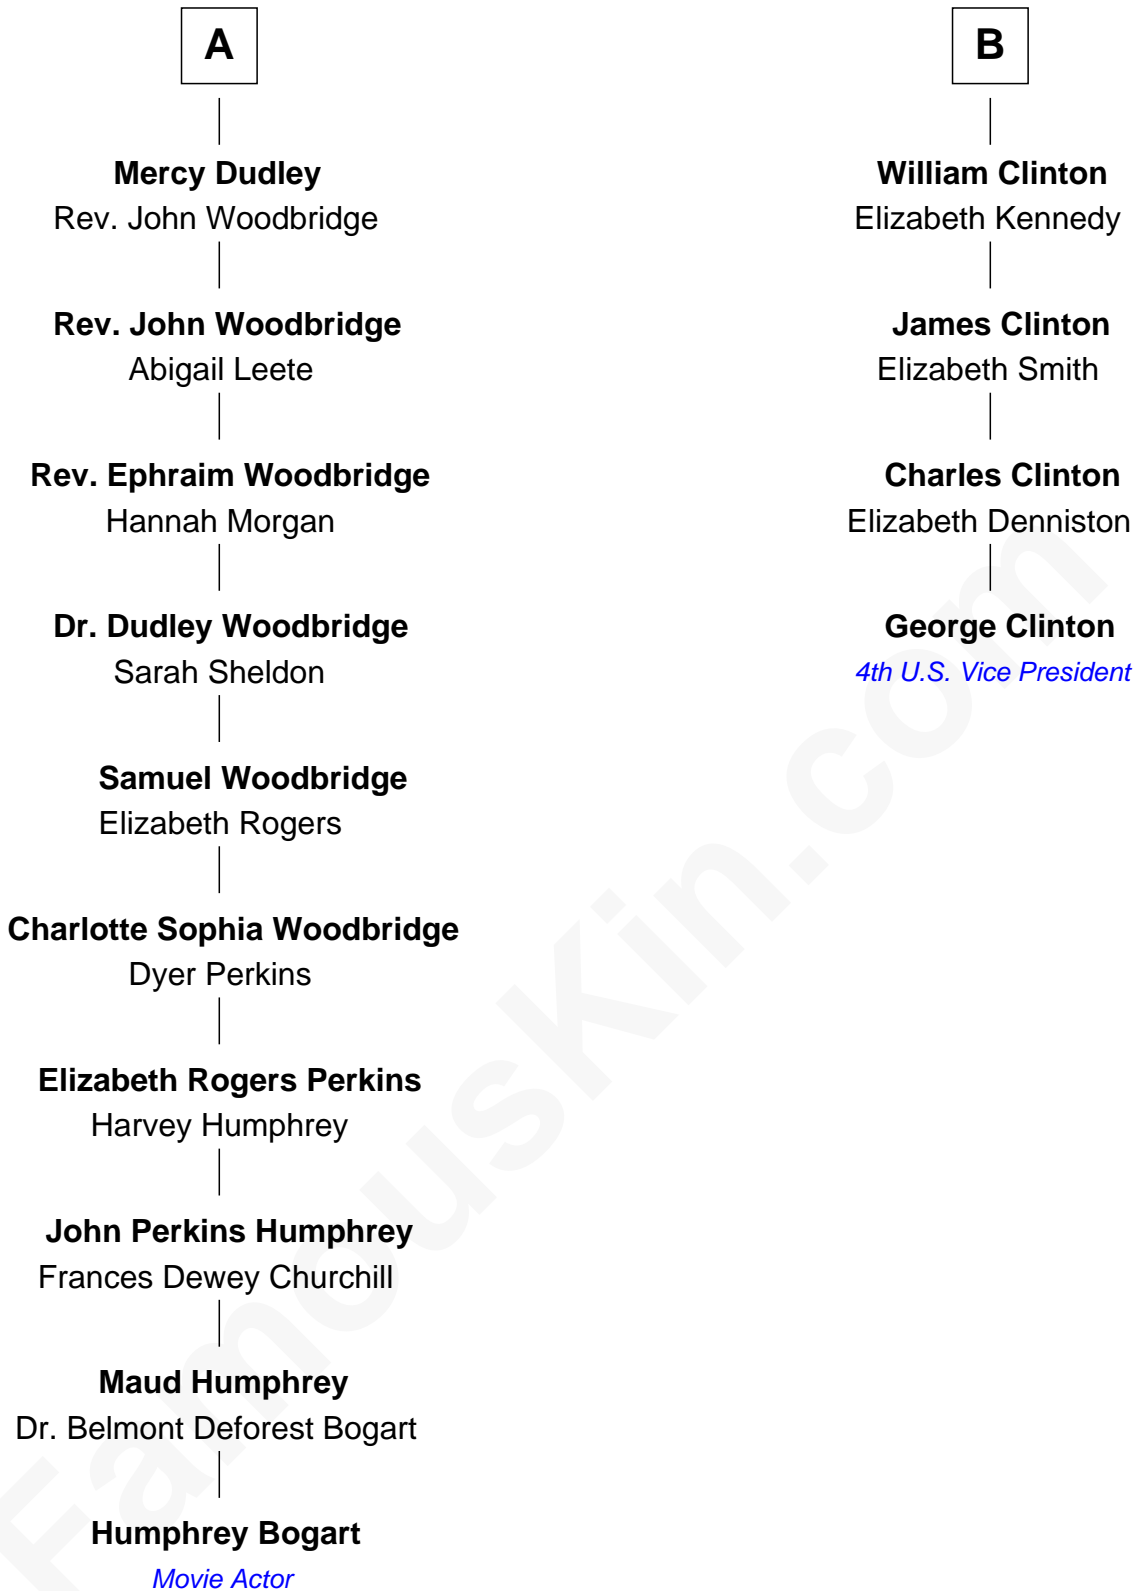 A
Mercy Dudley
Rev. John Woodbridge
Rev. John Woodbridge
Abigail Leete
Rev. Ephraim Woodbridge
Hannah Morgan
Dr. Dudley Woodbridge
Sarah Sheldon
Samuel Woodbridge
Elizabeth Rogers
Charlotte Sophia Woodbridge
Dyer Perkins
Elizabeth Rogers Perkins
Harvey Humphrey
John Perkins Humphrey
Frances Dewey Churchill
Maud Humphrey
Dr. Belmont Deforest Bogart
Humphrey Bogart
Movie Actor
B
William Clinton
Elizabeth Kennedy
James Clinton
Elizabeth Smith
Charles Clinton
Elizabeth Denniston
George Clinton
4th U.S. Vice President
FamousKin.com